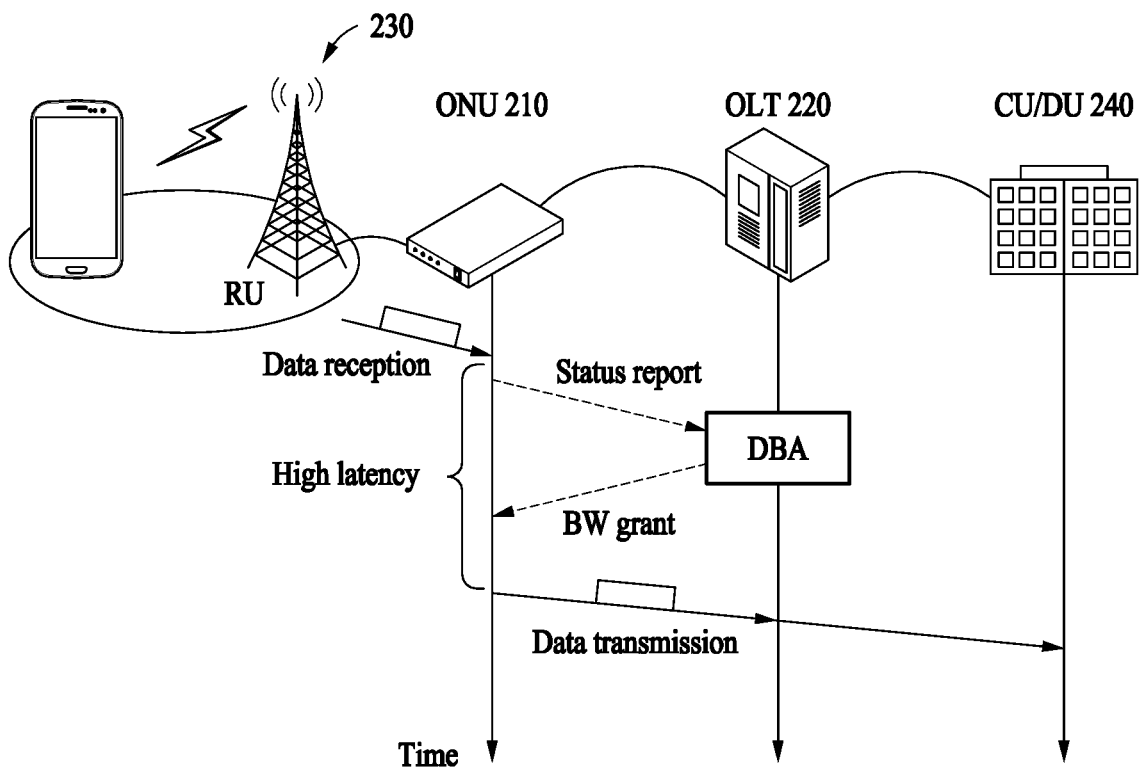 230
ONU 210
OLT 220
CU/DU 240
RU
Data reception
Status report
DBA
High latency
BW grant
Data transmission
Time